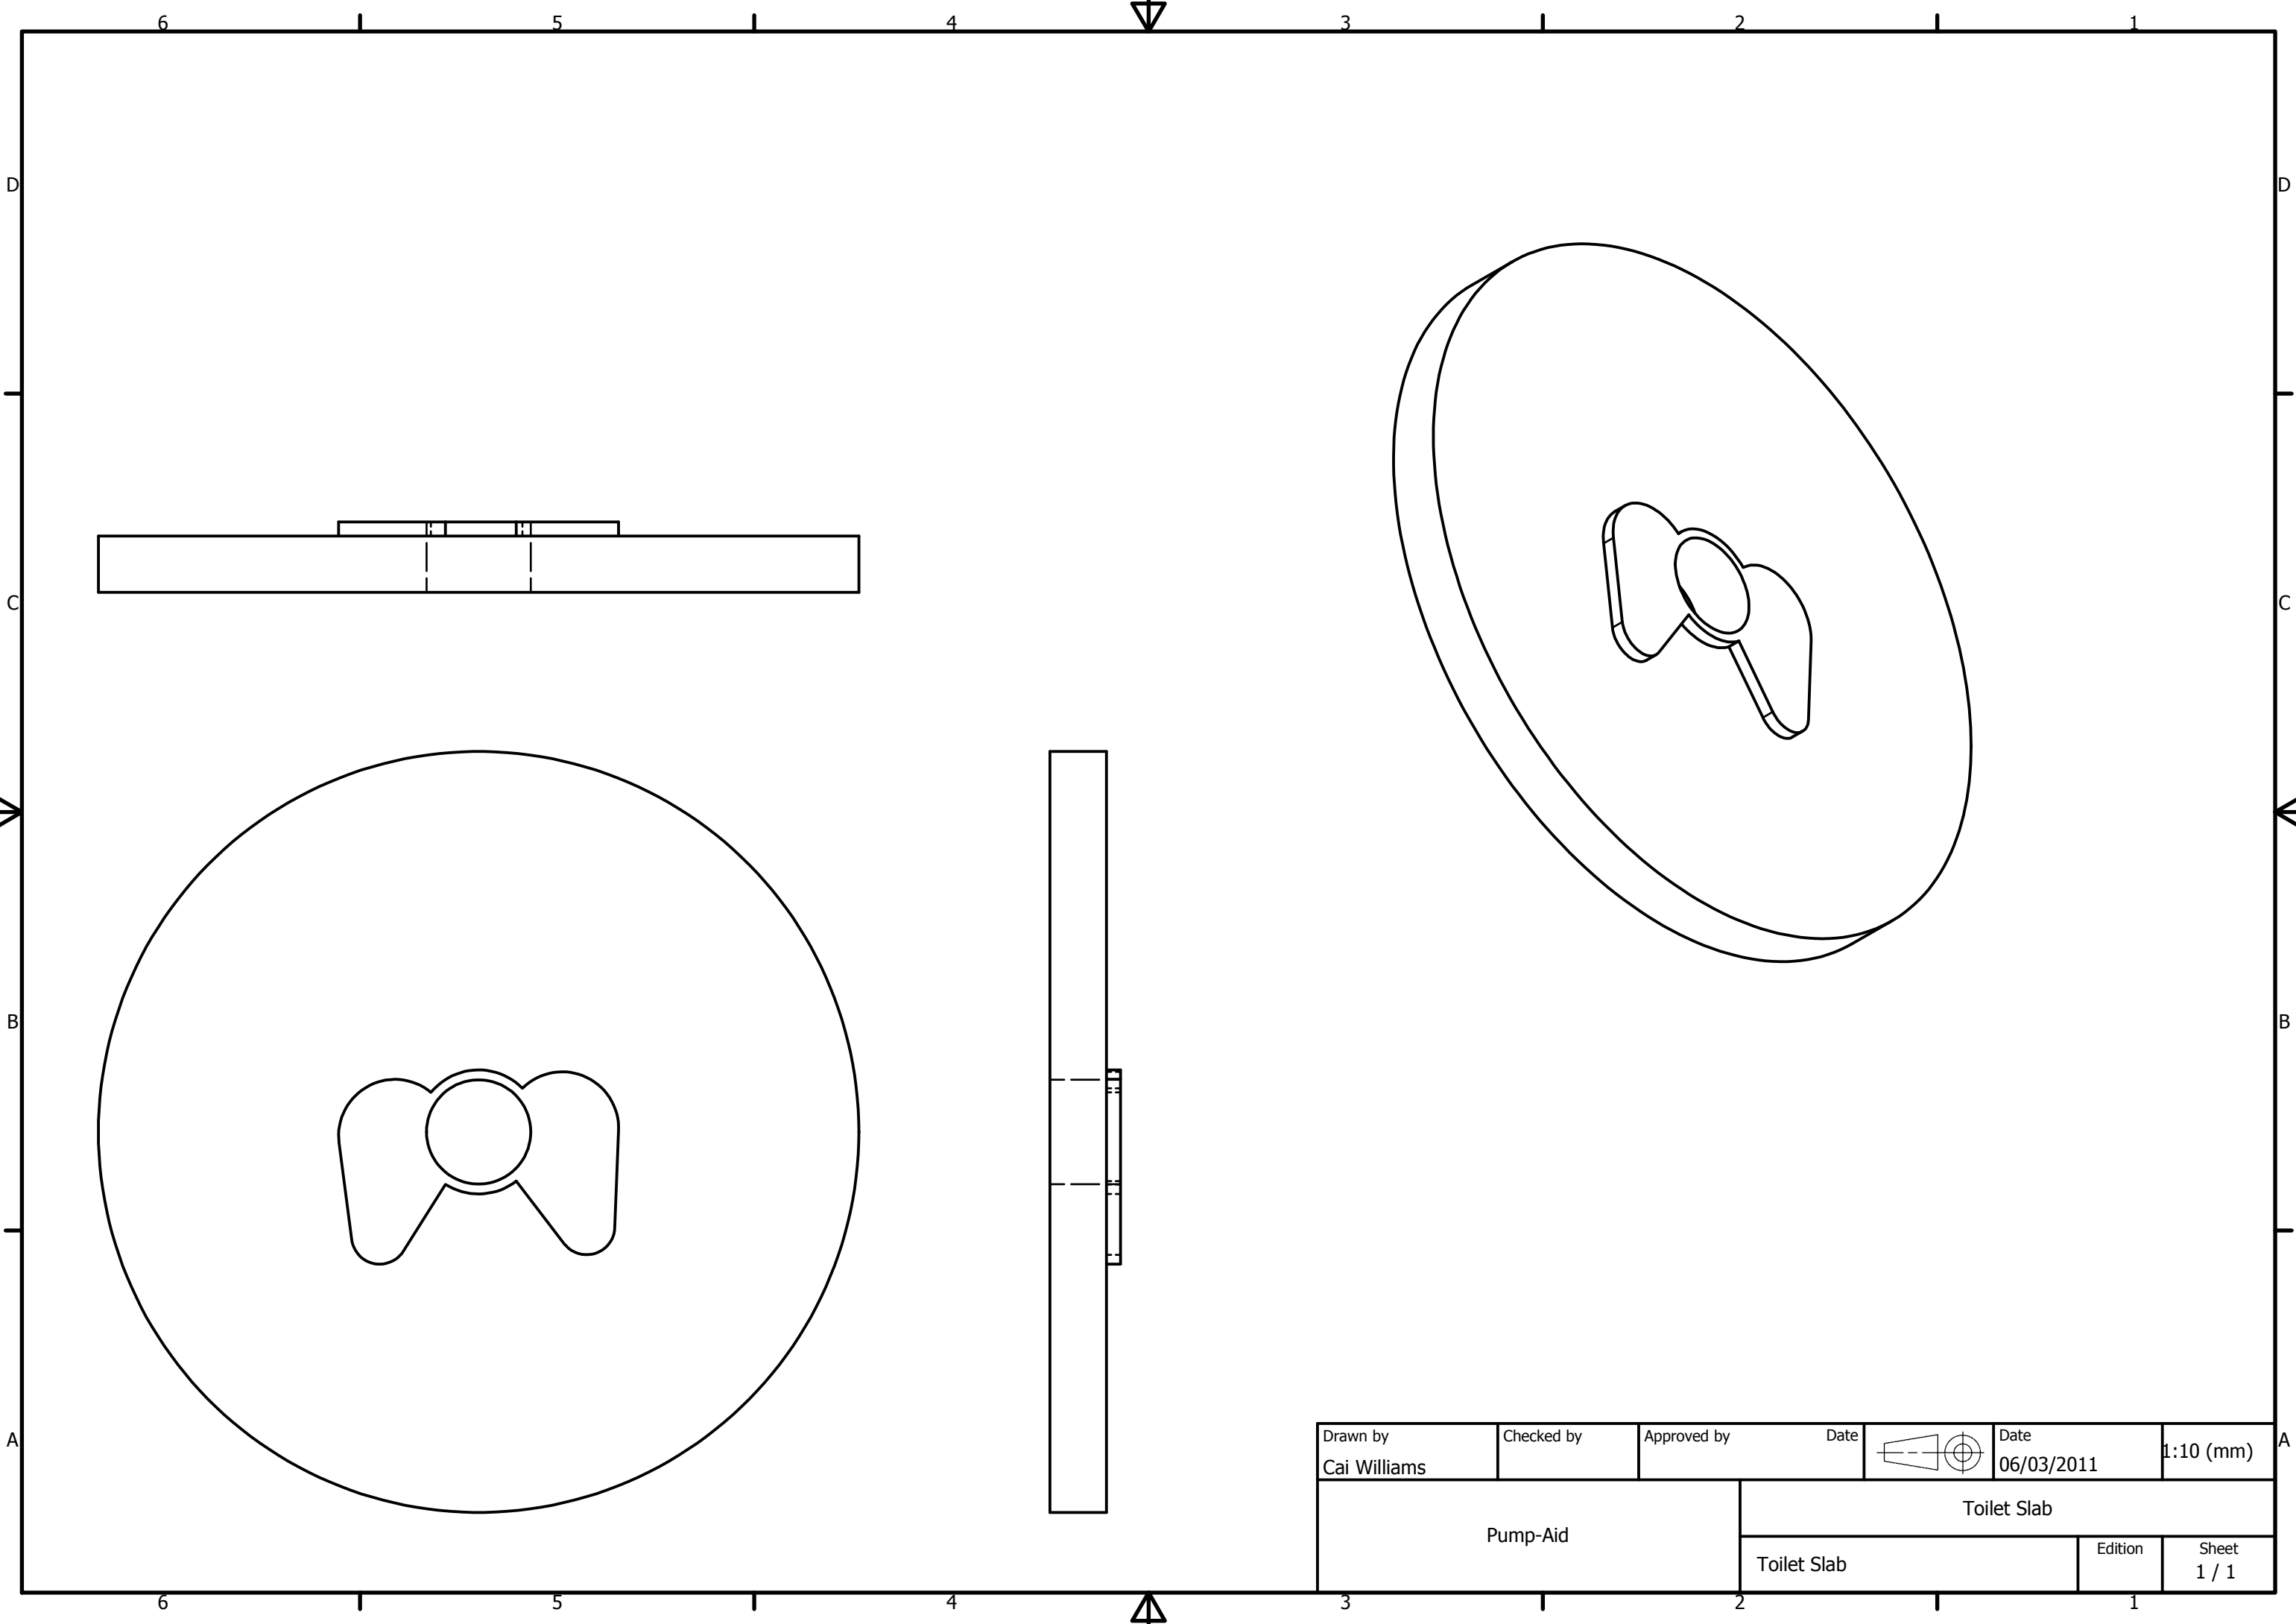 6 5 4 3 2 1
D D
C C
B B
A A
Drawn by Checked by Approved by Date Date
Cai Williams 06/03/2011 1:10 (mm)
Pump-Aid
Toilet Slab
Toilet Slab
Edition Sheet
1 / 1
6 5 4 3 2 1